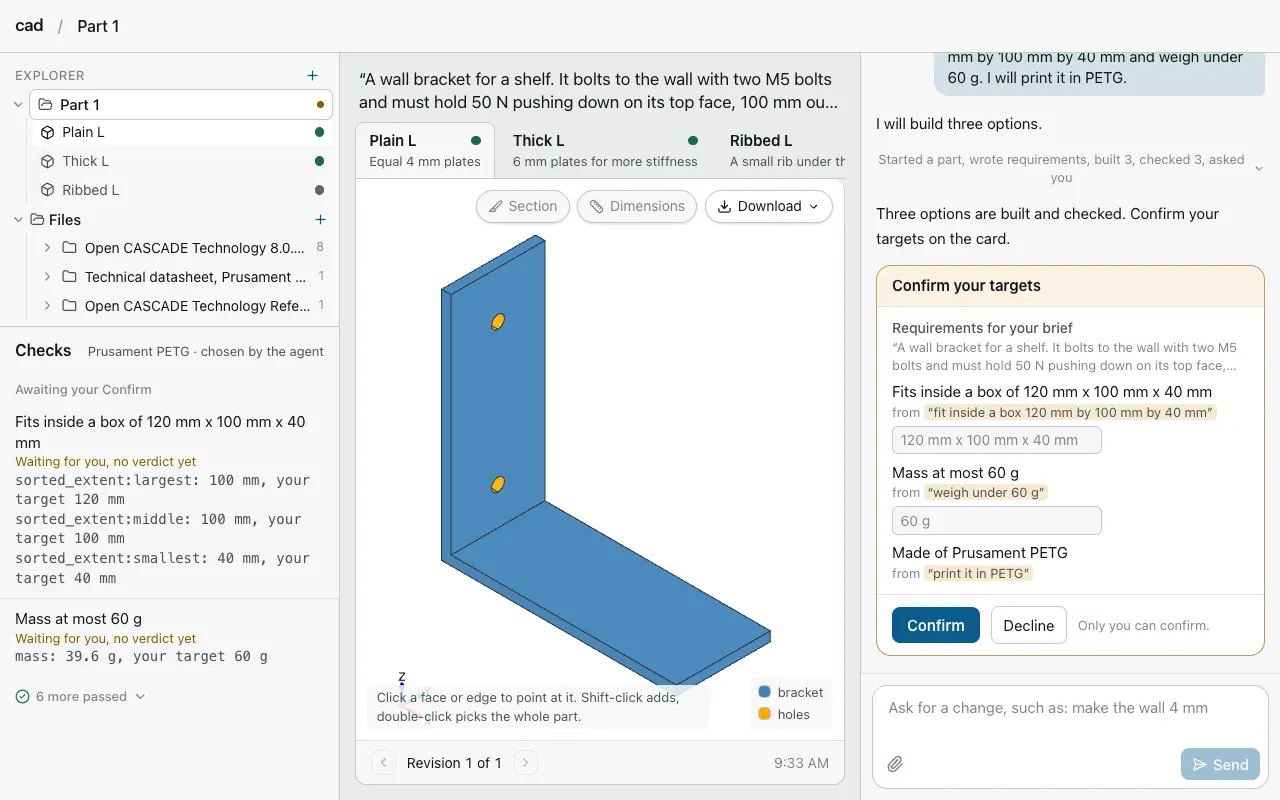 cad / Part 1
EXPLORER
Part 1
Plain L
Thick L
Ribbed L
Files
Open CASCADE Technology 8.0.... 8
Technical datasheet, Prusament ... 1
Open CASCADE Technology Refe... 1
Checks Prusament PETG · chosen by the agent
Awaiting your Confirm
Fits inside a box of 120 mm x 100 mm x 40
mm
Waiting for you, no verdict yet
sorted_extent:largest: 100 mm, your
target 120 mm
sorted_extent:middle: 100 mm, your
target 100 mm
sorted_extent:smallest: 40 mm, your
target 40 mm
Mass at most 60 g
Waiting for you, no verdict yet
mass: 39.6 g, your target 60 g
6 more passed
“A wall bracket for a shelf. It bolts to the wall with two M5 bolts
and must hold 50 N pushing down on its top face, 100 mm ou...
Plain L
Equal 4 mm plates
Thick L
6 mm plates for more stiffness
Ribbed L
A small rib under th
Section
Dimensions
Download
Z
Y
Click a face or edge to point at it. Shift-click adds,
double-click picks the whole part.
bracket
holes
Revision 1 of 1
9:33 AM
mm by 100 mm by 40 mm and weigh under
60 g. I will print it in PETG.
I will build three options.
Started a part, wrote requirements, built 3, checked 3, asked
you
Three options are built and checked. Confirm your
targets on the card.
Confirm your targets
Requirements for your brief
“A wall bracket for a shelf. It bolts to the wall with two M5
bolts and must hold 50 N pushing down on its top face,...
Fits inside a box of 120 mm x 100 mm x 40 mm
from “fit inside a box 120 mm by 100 mm by 40 mm”
120 mm x 100 mm x 40 mm
Mass at most 60 g
from “weigh under 60 g”
60 g
Made of Prusament PETG
from “print it in PETG”
Confirm
Decline
Only you can confirm.
Ask for a change, such as: make the wall 4 mm
Send